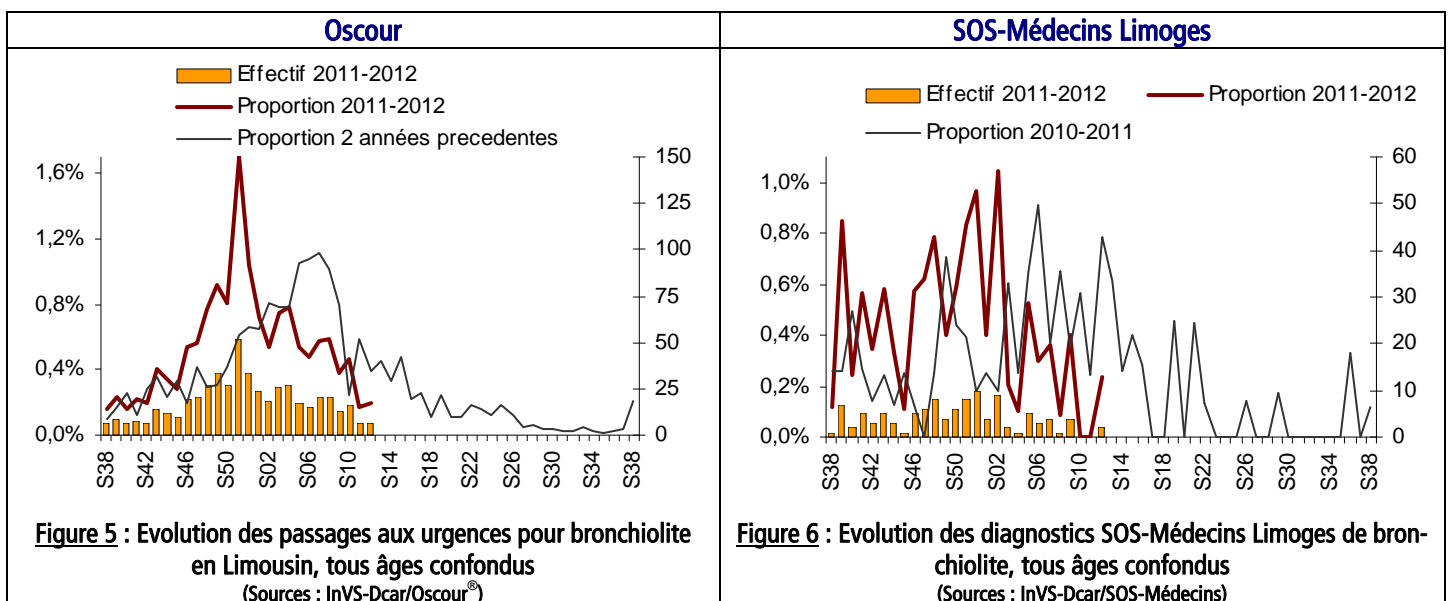 Oscour
Effectif 2011-2012
Proportion 2011-2012
Proportion 2 années precedentes
1,6%
1,2%
0,8%
0,4%
0,0%
150
125
100
75
50
25
0
S38
S42
S46
S50
S02
S06
S10
S14
S18
S22
S26
S30
S34
S38
Figure 5 : Evolution des passages aux urgences pour bronchiolite
en Limousin, tous âges confondus
(Sources : InVS-Dcar/Oscour®)
SOS-Médecins Limoges
Effectif 2011-2012 Proportion 2011-2012
Proportion 2010-2011
1,0%
0,8%
0,6%
0,4%
0,2%
0,0%
60
50
40
30
20
10
0
S38
S42
S46
S50
S02
S06
S10
S14
S18
S22
S26
S30
S34
S38
Figure 6 : Evolution des diagnostics SOS-Médecins Limoges de bron-
chiolite, tous âges confondus
(Sources : InVS-Dcar/SOS-Médecins)